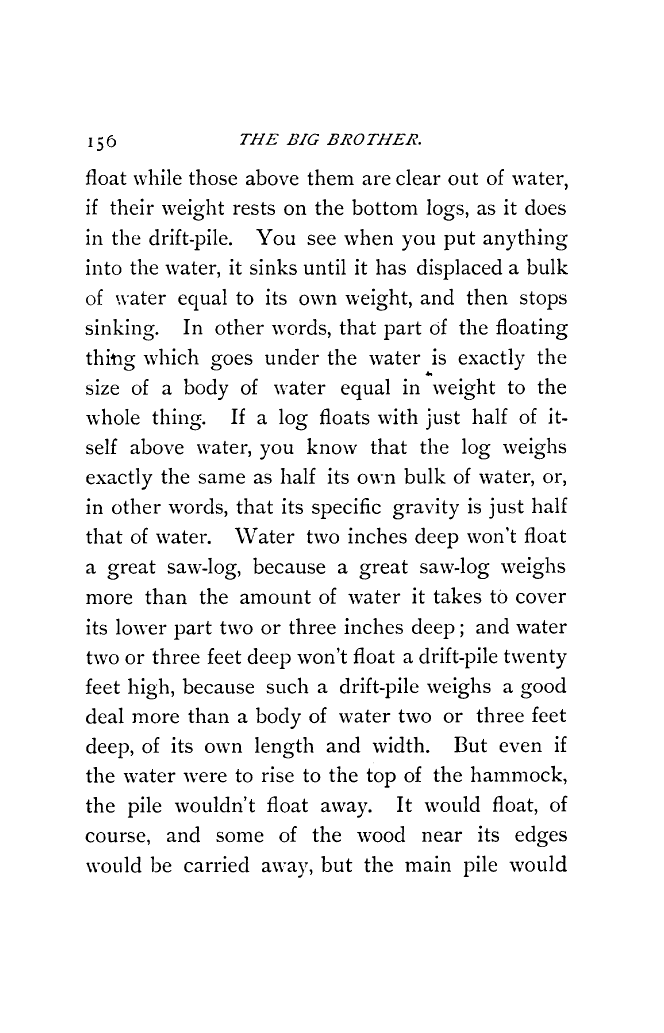 156 THE BIG BROTHER.
float while those above them are clear out of water,
if their weight rests on the bottom logs, as it does
in the drift-pile. You see when you put anything
into the water, it sinks until it has displaced a bulk
of water equal to its own weight, and then stops
sinking. In other words, that part of the floating
thing which goes under the water is exactly the
size of a body of water equal in weight to the
whole thing. If a log floats with just half of it-
self above water, you know that the log weighs
exactly the same as half its own bulk of water, or,
in other words, that its specific gravity is just half
that of water. Water two inches deep won't float
a great saw-log, because a great saw-log weighs
more than the amount of water it takes to cover
its lower part two or three inches deep; and water
two or three feet deep won't float a drift-pile twenty
feet high, because such a drift-pile weighs a good
deal more than a body of water two or three feet
deep, of its own length and width. But even if
the water were to rise to the top of the hammock,
the pile wouldn't float away. It would float, of
course, and some of the wood near its edges
would be carried away, but the main pile would